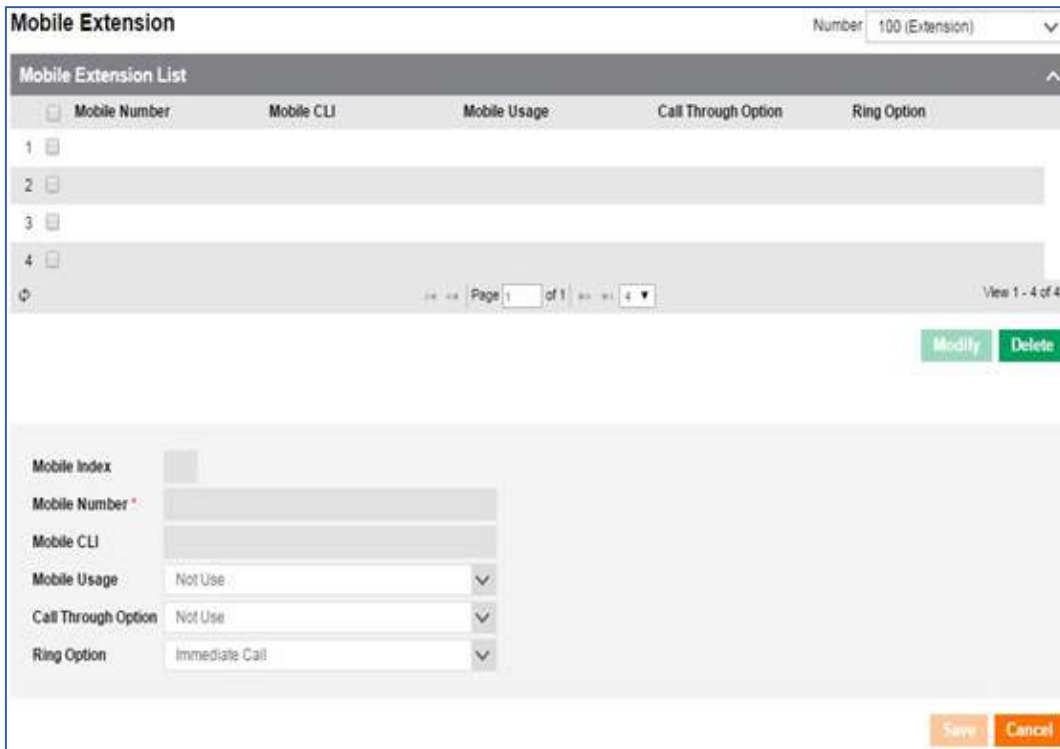 Mobile Extension
Number 100 (Extension)
Mobile Extension List
Mobile Number Mobile CLI Mobile Usage Call Through Option Ring Option
1
2
3
4
Page 1 of 1 4 View 1 - 4 of 4
Modify Delete
Mobile Index
Mobile Number *
Mobile CLI
Mobile Usage Not Use
Call Through Option Not Use
Ring Option Immediate Call
Save Cancel